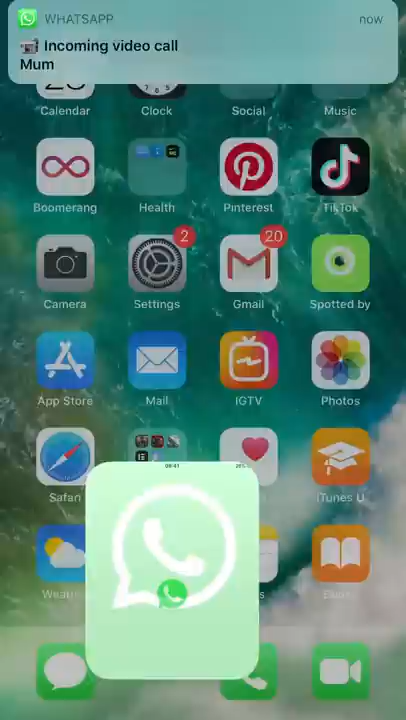 WHATSAPP now
Incoming video call
Mum
Calendar Clock Social Music
Boomerang Health Pinterest TikTok
2 20
Camera Settings Gmail Spotted by
App Store Mail IGTV Photos
Safari iTunes U